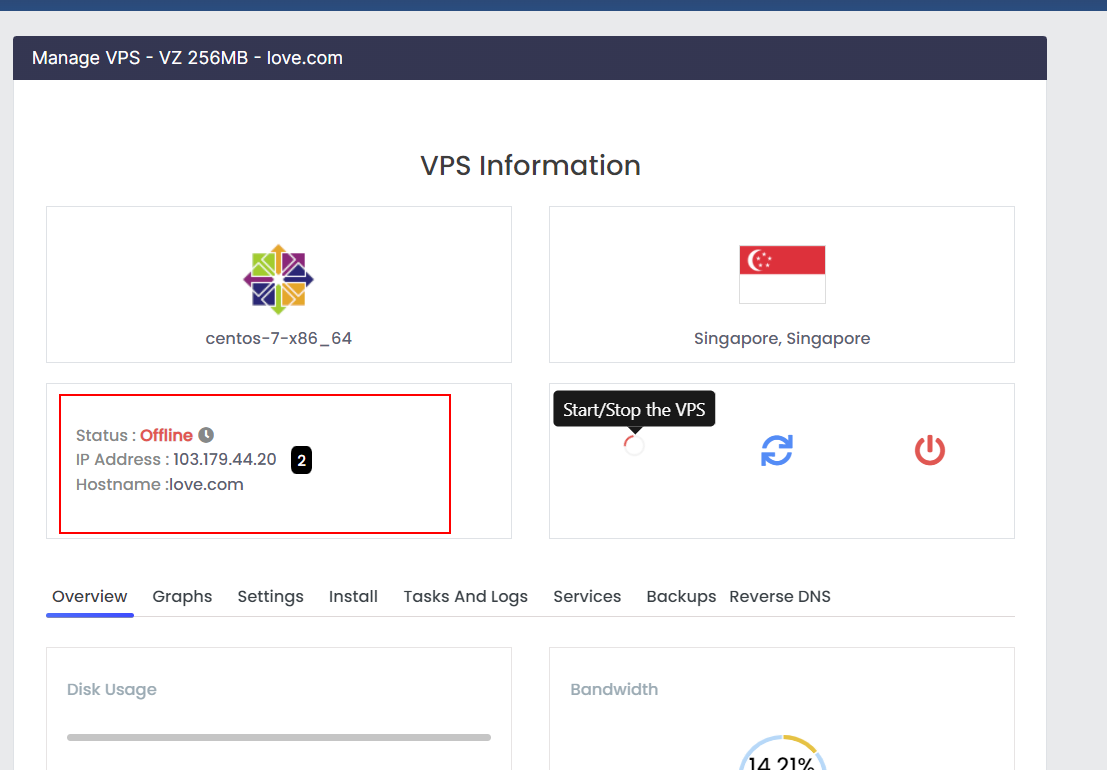 Manage VPS - VZ 256MB - love.com
VPS Information
centos-7-x86_64
Singapore, Singapore
Status : Offline
IP Address : 103.179.44.20 2
Hostname :love.com
Start/Stop the VPS
Overview Graphs Settings Install Tasks And Logs Services Backups Reverse DNS
Disk Usage
Bandwidth
14.21%